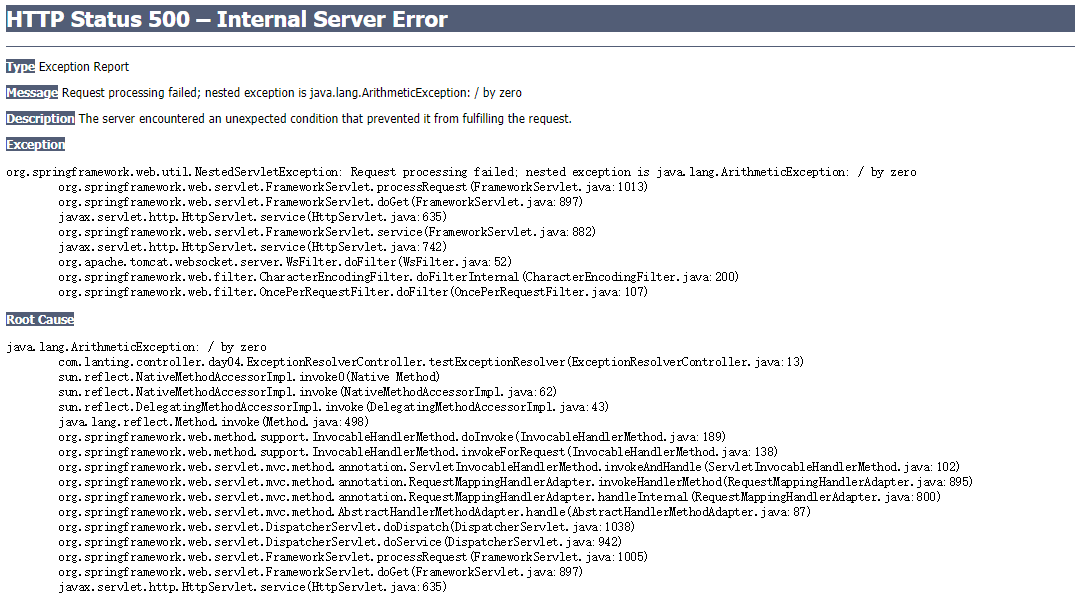 HTTP Status 500 – Internal Server Error
Type Exception Report
Message Request processing failed; nested exception is java.lang.ArithmeticException: / by zero
Description The server encountered an unexpected condition that prevented it from fulfilling the request.
Exception
org.springframework.web.util.NestedServletException: Request processing failed; nested exception is java.lang.ArithmeticException: / by zero
org.springframework.web.servlet.FrameworkServlet.processRequest(FrameworkServlet.java:1013)
org.springframework.web.servlet.FrameworkServlet.doGet(FrameworkServlet.java:897)
javax.servlet.http.HttpServlet.service(HttpServlet.java:635)
org.springframework.web.servlet.FrameworkServlet.service(FrameworkServlet.java:882)
javax.servlet.http.HttpServlet.service(HttpServlet.java:742)
org.apache.tomcat.websocket.server.WsFilter.doFilter(WsFilter.java:52)
org.springframework.web.filter.CharacterEncodingFilter.doFilterInternal(CharacterEncodingFilter.java:200)
org.springframework.web.filter.OncePerRequestFilter.doFilter(OncePerRequestFilter.java:107)
Root Cause
java.lang.ArithmeticException: / by zero
com.lanting.controller.day04.ExceptionResolverController.testExceptionResolver(ExceptionResolverController.java:13)
sun.reflect.NativeMethodAccessorImpl.invoke0(Native Method)
sun.reflect.NativeMethodAccessorImpl.invoke(NativeMethodAccessorImpl.java:62)
sun.reflect.DelegatingMethodAccessorImpl.invoke(DelegatingMethodAccessorImpl.java:43)
java.lang.reflect.Method.invoke(Method.java:498)
org.springframework.web.method.support.InvocableHandlerMethod.doInvoke(InvocableHandlerMethod.java:189)
org.springframework.web.method.support.InvocableHandlerMethod.invokeForRequest(InvocableHandlerMethod.java:138)
org.springframework.web.servlet.mvc.method.annotation.ServletInvocableHandlerMethod.invokeAndHandle(ServletInvocableHandlerMethod.java:102)
org.springframework.web.servlet.mvc.method.annotation.RequestMappingHandlerAdapter.invokeHandlerMethod(RequestMappingHandlerAdapter.java:895)
org.springframework.web.servlet.mvc.method.annotation.RequestMappingHandlerAdapter.handleInternal(RequestMappingHandlerAdapter.java:800)
org.springframework.web.servlet.mvc.method.AbstractHandlerMethodAdapter.handle(AbstractHandlerMethodAdapter.java:87)
org.springframework.web.servlet.DispatcherServlet.doDispatch(DispatcherServlet.java:1038)
org.springframework.web.servlet.DispatcherServlet.doService(DispatcherServlet.java:942)
org.springframework.web.servlet.FrameworkServlet.processRequest(FrameworkServlet.java:1005)
org.springframework.web.servlet.FrameworkServlet.doGet(FrameworkServlet.java:897)
javax.servlet.http.HttpServlet.service(HttpServlet.java:635)